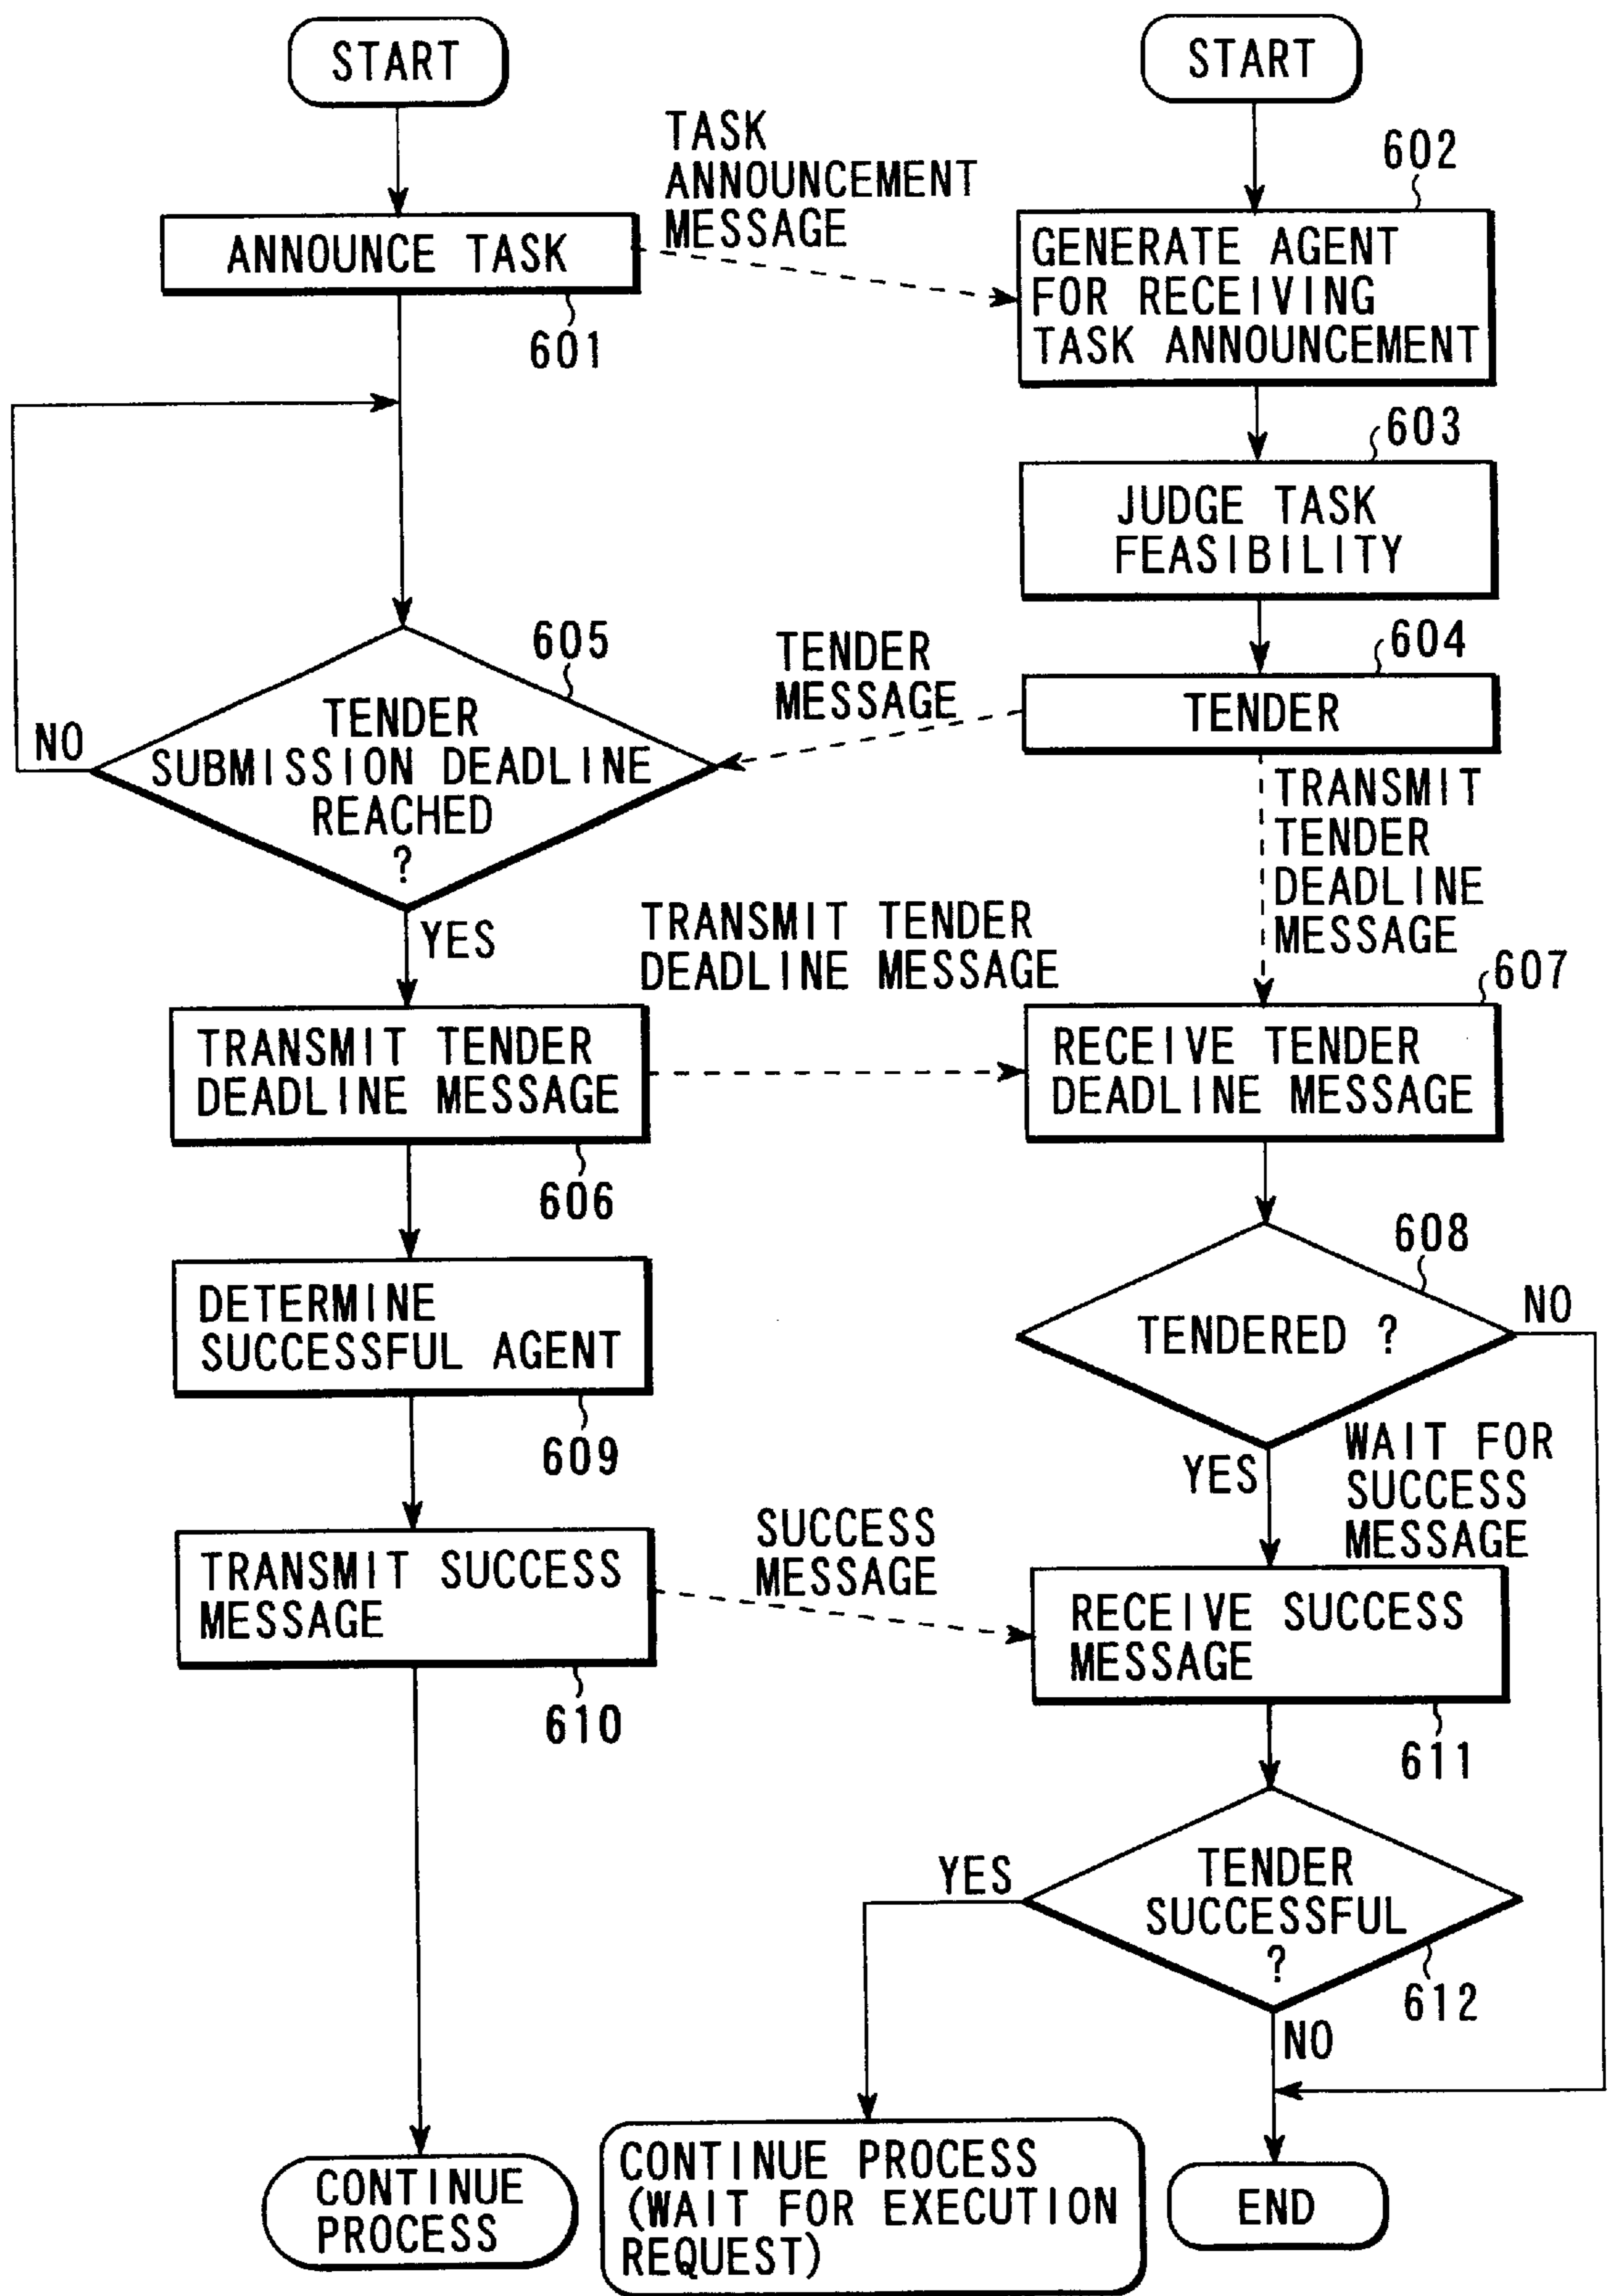 START
START
TASK
ANNOUNCEMENT
MESSAGE
602
ANNOUNCE TASK
601
GENERATE AGENT
FOR RECEIVING
TASK ANNOUNCEMENT
603
JUDGE TASK
FEASIBILITY
605
TENDER
SUBMISSION DEADLINE
REACHED
?
NO
YES
TENDER
MESSAGE
604
TENDER
TRANSMIT
TENDER
DEADLINE
MESSAGE
TRANSMIT TENDER
DEADLINE MESSAGE
607
TRANSMIT TENDER
DEADLINE MESSAGE
606
RECEIVE TENDER
DEADLINE MESSAGE
608
TENDERED ?
NO
YES
DETERMINE
SUCCESSFUL AGENT
609
WAIT FOR
SUCCESS
MESSAGE
TRANSMIT SUCCESS
MESSAGE
610
SUCCESS
MESSAGE
RECEIVE SUCCESS
MESSAGE
611
YES
TENDER
SUCCESSFUL
?
612
NO
CONTINUE
PROCESS
CONTINUE PROCESS
(WAIT FOR EXECUTION
REQUEST)
END